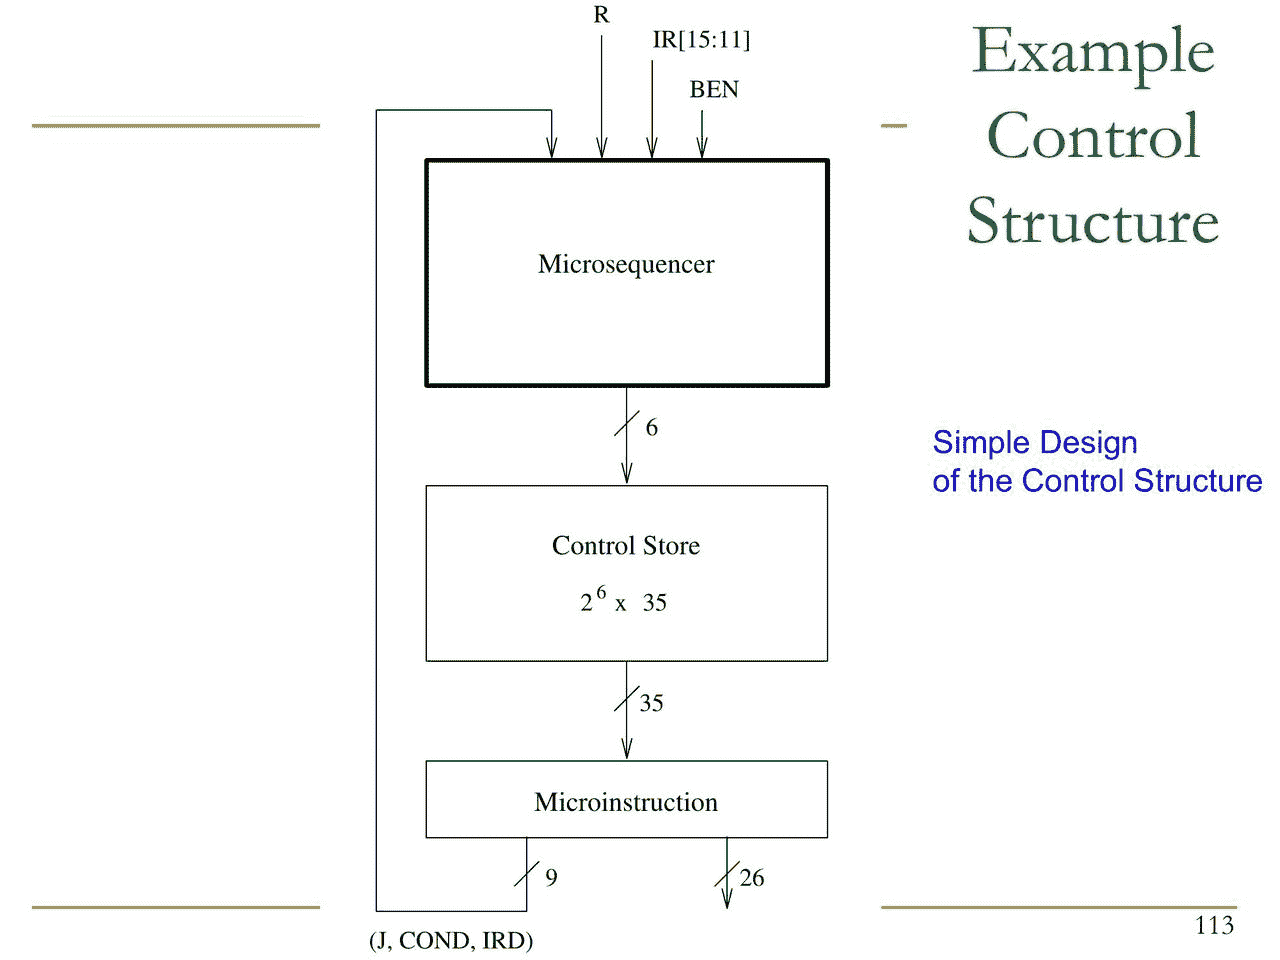 Example
Control
Structure
R
IR[15:11]
BEN
Microsequencer
6
Simple Design
of the Control Structure
Control Store
2^6 x 35
35
Microinstruction
9
26
(J, COND, IRD)
113